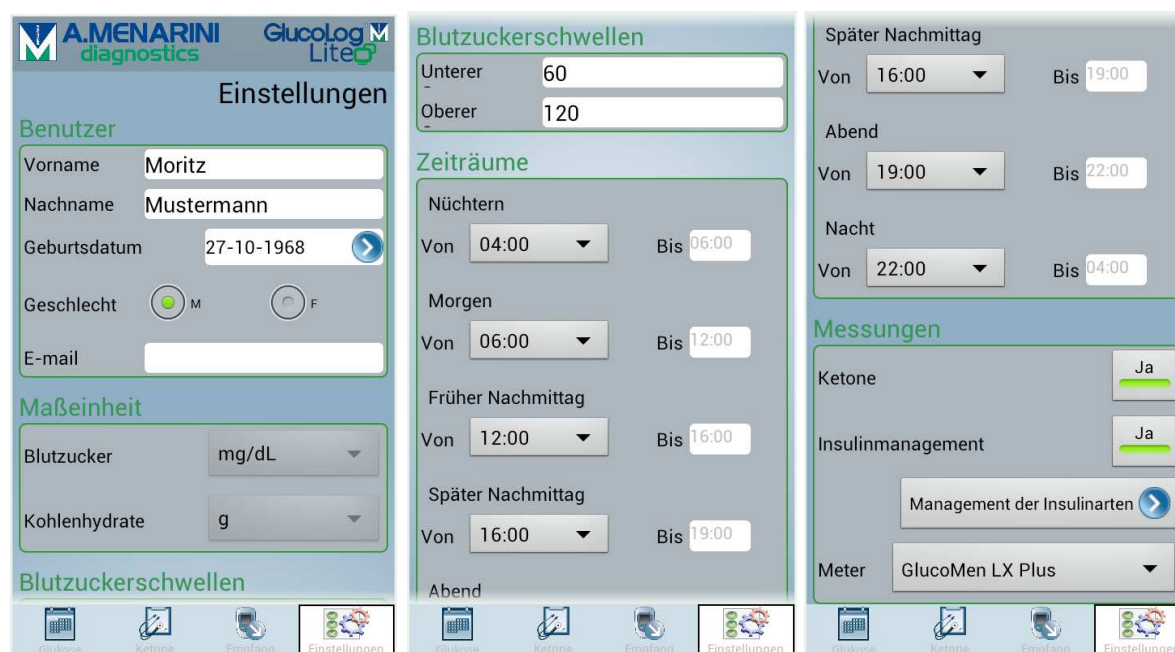 A.MENARINI
diagnostics
GlucoLog
Lite
Einstellungen
Benutzer
Vorname Moritz
Nachname Mustermann
Geburtsdatum 27-10-1968
Geschlecht M F
E-mail
Maßeinheit
Blutzucker mg/dL
Kohlenhydrate g
Blutzuckerschwellen
Glukose Ketone Empfang Einstellungen
Blutzuckerschwellen
Unterer 60
Oberer 120
Zeiträume
Nüchtern
Von 04:00 Bis 06:00
Morgen
Von 06:00 Bis 12:00
Früher Nachmittag
Von 12:00 Bis 16:00
Später Nachmittag
Von 16:00 Bis 19:00
Abend
Glukose Ketone Empfang Einstellungen
Später Nachmittag
Von 16:00 Bis 19:00
Abend
Von 19:00 Bis 22:00
Nacht
Von 22:00 Bis 04:00
Messungen
Ketone Ja
Insulinmanagement Ja
Management der Insulinarten
Meter GlucoMen LX Plus
Glukose Ketone Empfang Einstellungen